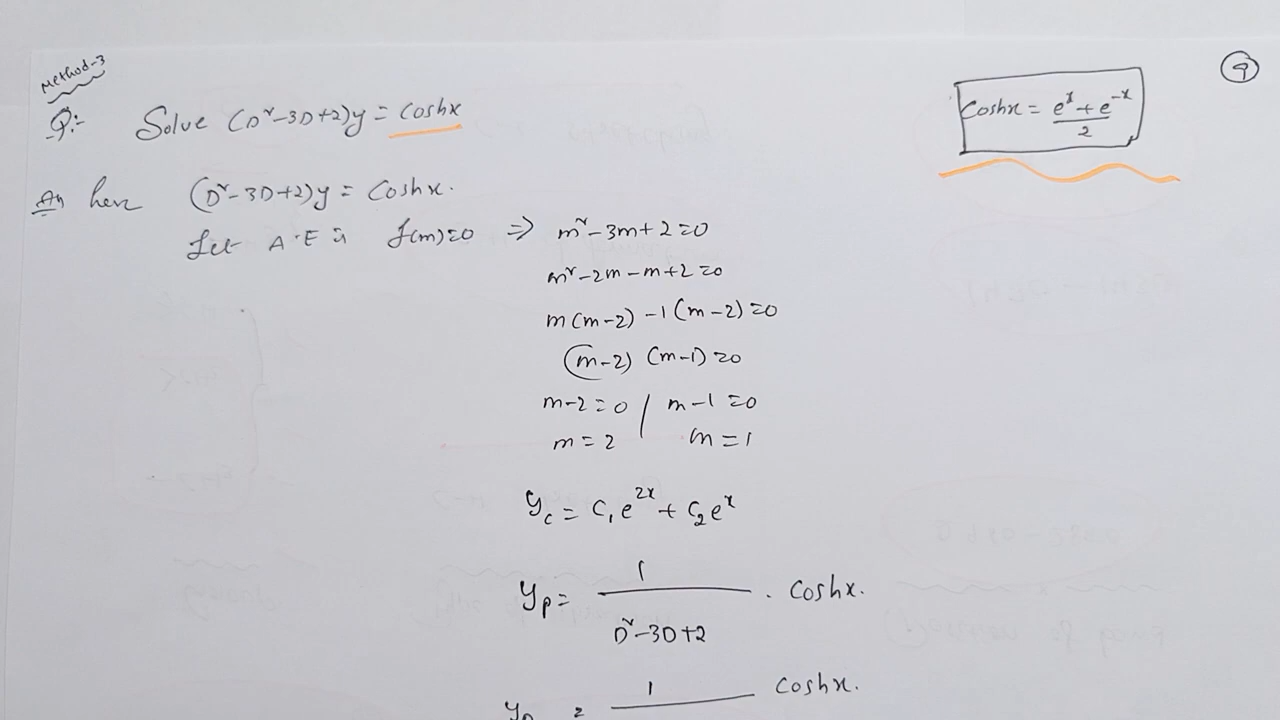 Method-3
Q:- Solve (D²-3D+2)y = Coshx
Coshx = (e^x + e^-x)/2
9
An here (D²-3D+2)y = Coshx.
Let A.E is f(m)=0 => m²-3m+2=0
m²-2m-m+2=0
m(m-2)-1(m-2)=0
(m-2) (m-1)=0
m-2=0 / m-1=0
m=2 m=1
y_c = C₁e^2x + C₂e^x
y_p = 1/(D²-3D+2) . Coshx.
y_p = 1 Coshx.